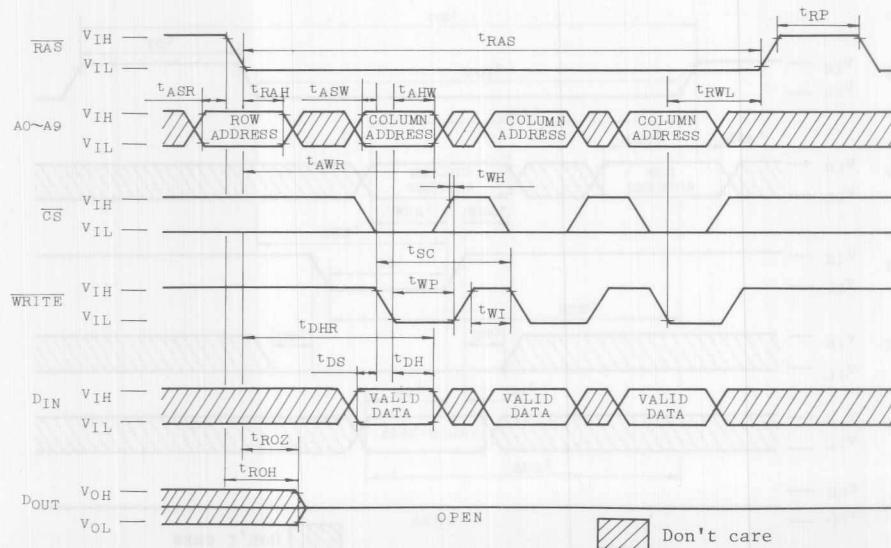 tRP
RAS VIH
tRAS
VIL
tASR tRAH tASW tAHW tRWL
A0~A9 VIH
ROW ADDRESS
COLUMN ADDRESS
COLUMN ADDRESS
COLUMN ADDRESS
VIL
tAWR
tWH
CS VIH
VIL
tSC
WRITE VIH
tWP
tWI
VIL
tDHR
tDS tDH
DIN VIH
VALID DATA
VALID DATA
VALID DATA
VIL
tROZ
tROH
DOUT VOH
OPEN
VOL
Don't care